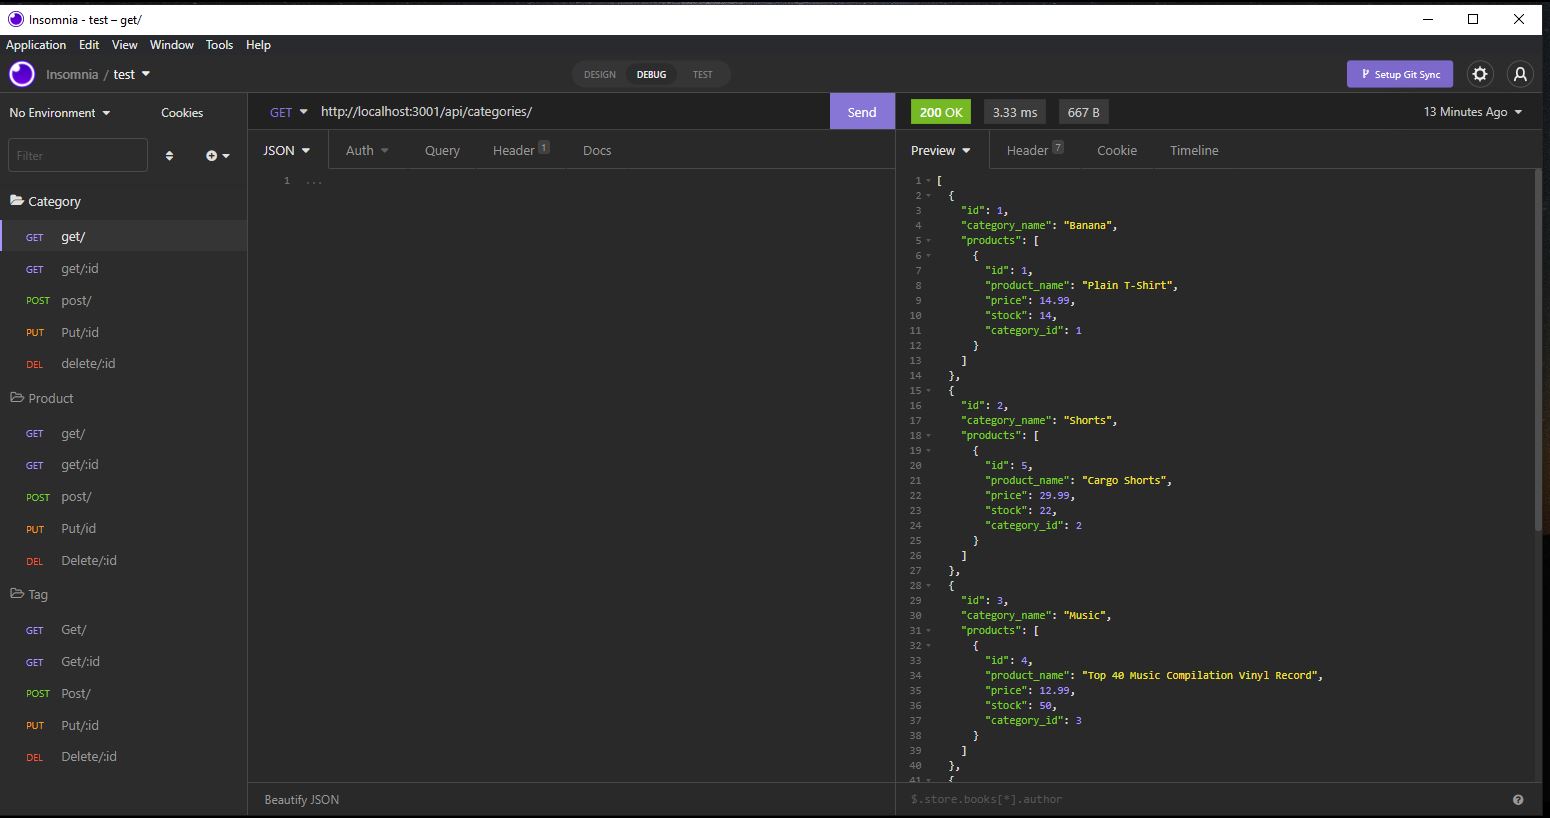 Insomnia - test – get/
Application Edit View Window Tools Help
Insomnia / test
DESIGN DEBUG TEST
Setup Git Sync
No Environment Cookies
Filter
Category
GET get/
GET get/:id
POST post/
PUT Put/:id
DEL delete/:id
Product
GET get/
GET get/:id
POST post/
PUT Put/id
DEL Delete/:id
Tag
GET Get/
GET Get/:id
POST Post/
PUT Put/:id
DEL Delete/:id
GET http://localhost:3001/api/categories/ Send
JSON Auth Query Header 1 Docs
1 ...
Beautify JSON
200 OK 3.33 ms 667 B 13 Minutes Ago
Preview Header 7 Cookie Timeline
1 [
2 {
3 "id": 1,
4 "category_name": "Banana",
5 "products": [
6 {
7 "id": 1,
8 "product_name": "Plain T-Shirt",
9 "price": 14.99,
10 "stock": 14,
11 "category_id": 1
12 }
13 ]
14 },
15 {
16 "id": 2,
17 "category_name": "Shorts",
18 "products": [
19 {
20 "id": 5,
21 "product_name": "Cargo Shorts",
22 "price": 29.99,
23 "stock": 22,
24 "category_id": 2
25 }
26 ]
27 },
28 {
29 "id": 3,
30 "category_name": "Music",
31 "products": [
32 {
33 "id": 4,
34 "product_name": "Top 40 Music Compilation Vinyl Record",
35 "price": 12.99,
36 "stock": 50,
37 "category_id": 3
38 }
39 ]
40 },
41 {
$.store.books[*].author